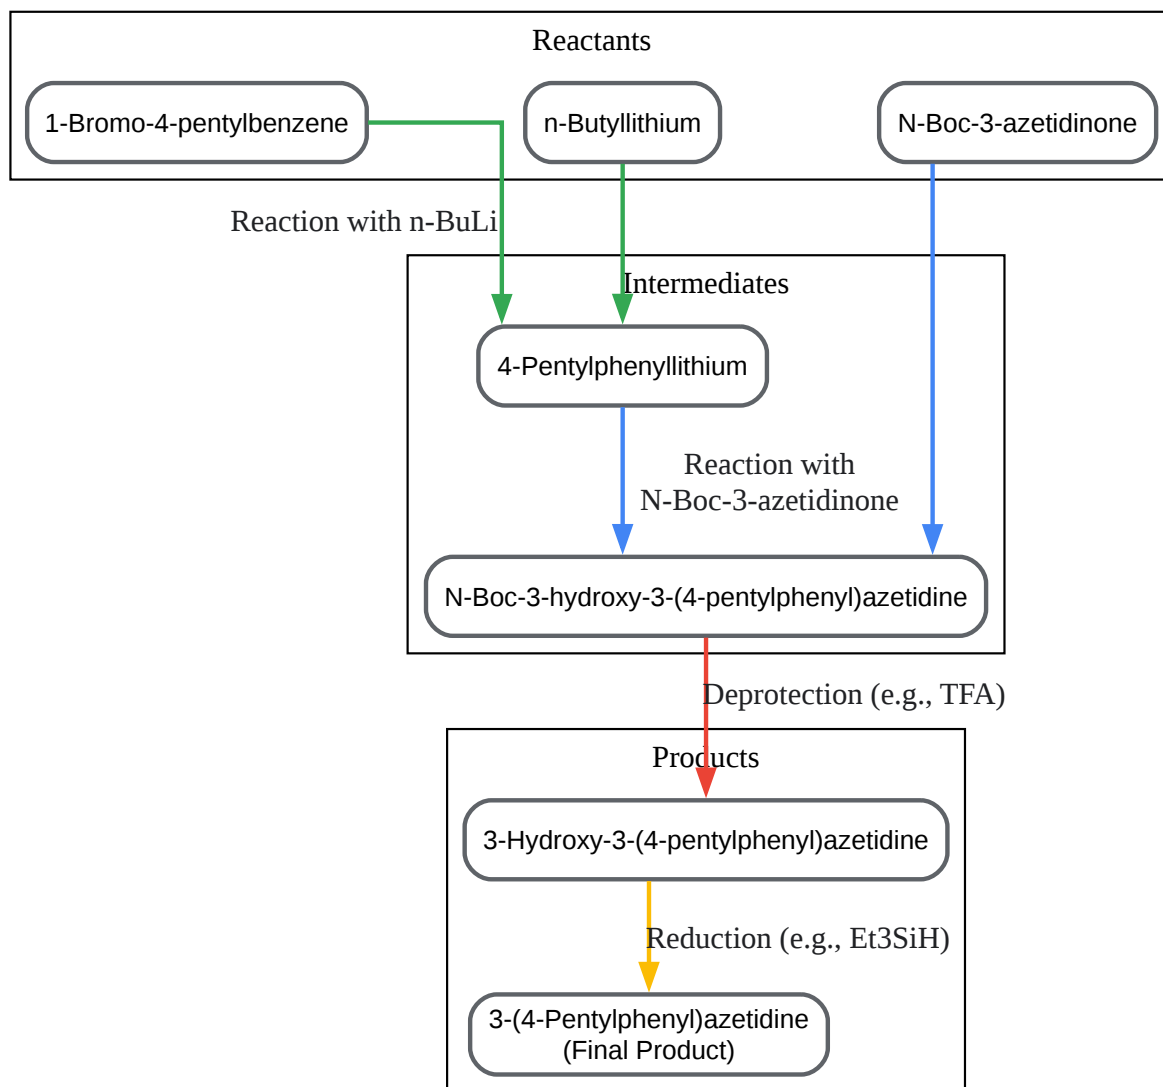 Reactants
1-Bromo-4-pentylbenzene
n-Butyllithium
N-Boc-3-azetidinone
Reaction with n-BuLi
Intermediates
4-Pentylphenyllithium
Reaction with
N-Boc-3-azetidinone
N-Boc-3-hydroxy-3-(4-pentylphenyl)azetidine
Deprotection (e.g., TFA)
Products
3-Hydroxy-3-(4-pentylphenyl)azetidine
Reduction (e.g., Et3SiH)
3-(4-Pentylphenyl)azetidine
(Final Product)